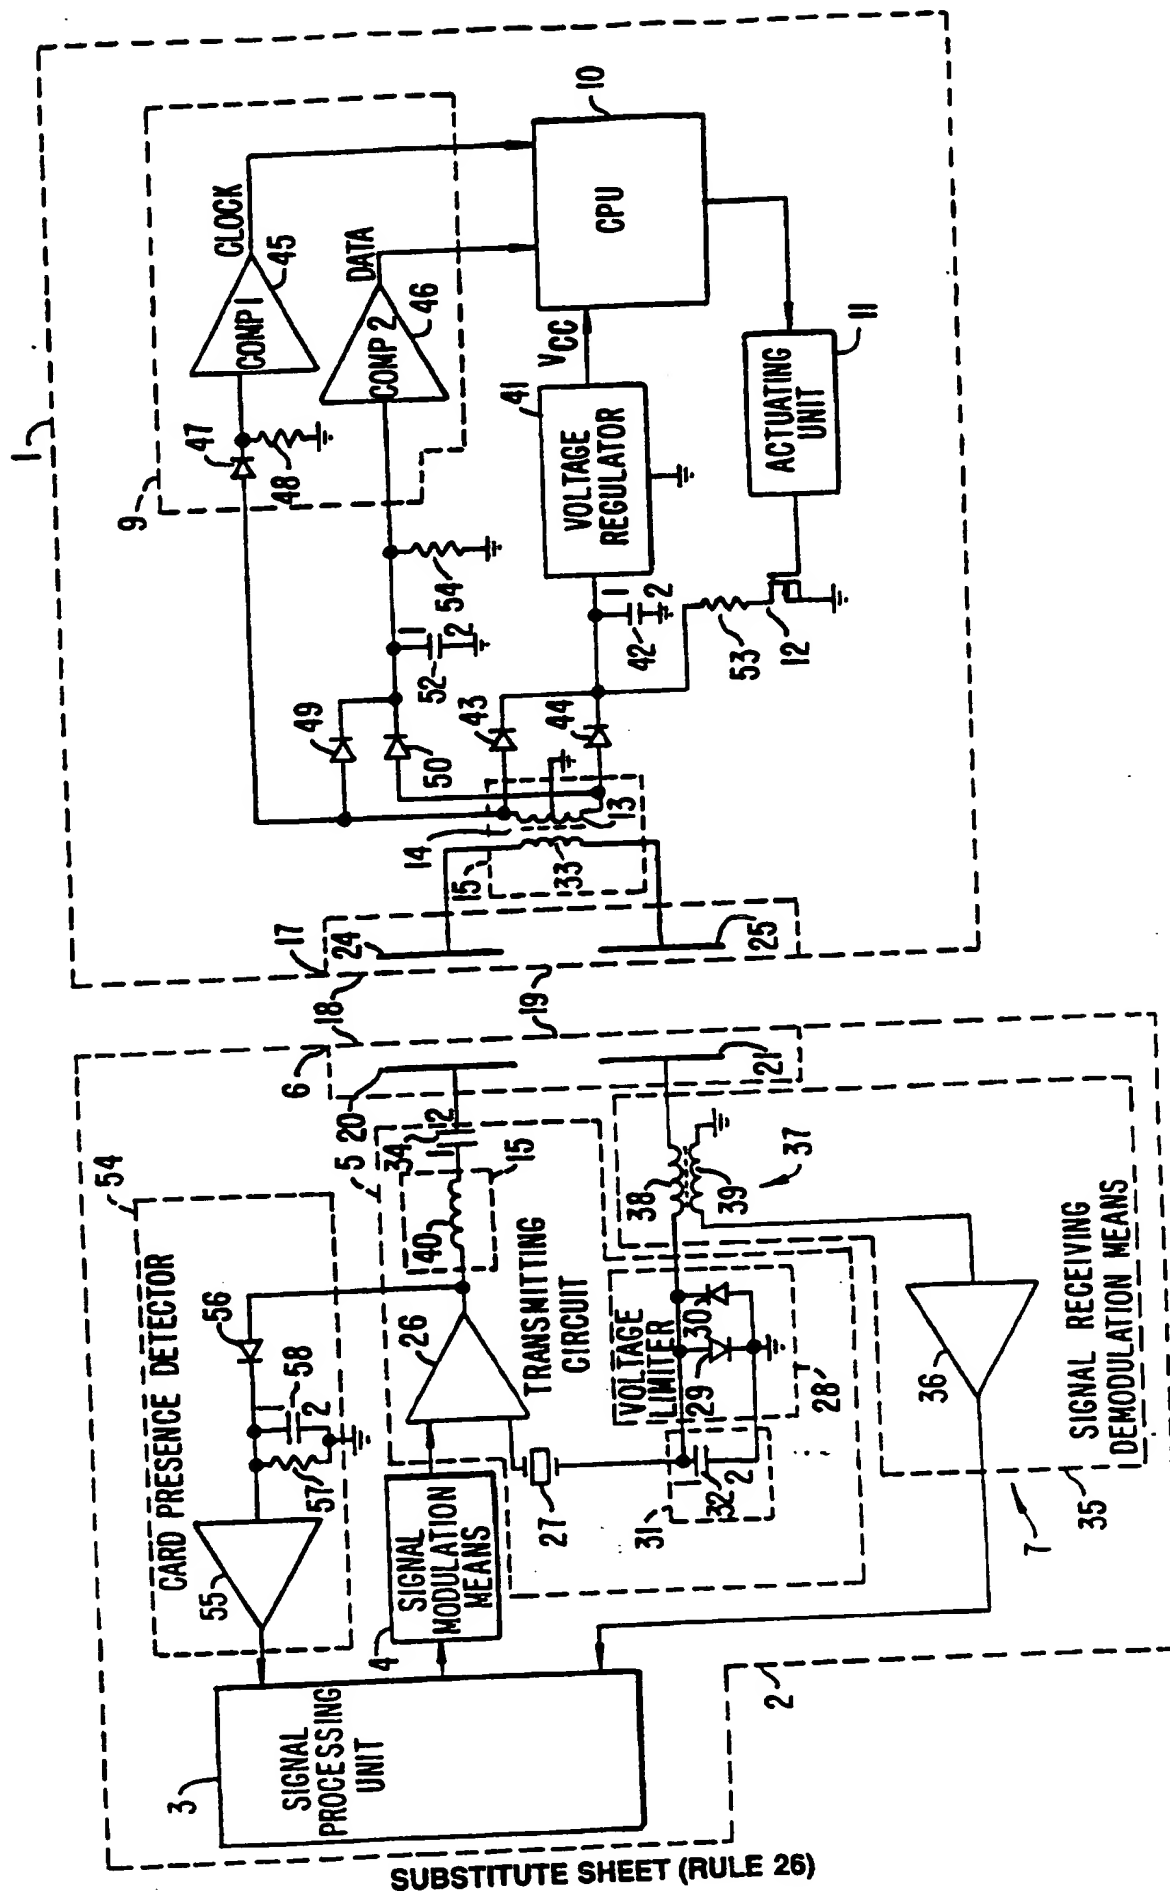 1
9
47
48
COMP 1
CLOCK
45
COMP 2
DATA
46
10
CPU
49
50
1
52
2
54
43
44
1
42
2
41
VOLTAGE
REGULATOR
VCC
53
12
ACTUATING
UNIT
11
14
15
33
13
17
24
25
18
19
6
20
21
54
CARD PRESENCE DETECTOR
56
1
58
2
57
55
5
34
1
2
15
40
26
TRANSMITTING
CIRCUIT
4
SIGNAL
MODULATION
MEANS
27
VOLTAGE
LIMITER
30
29
28
31
1
32
2
38
39
37
36
SIGNAL RECEIVING
DEMODULATION MEANS
35
7
2
3
SIGNAL
PROCESSING
UNIT
SUBSTITUTE SHEET (RULE 26)